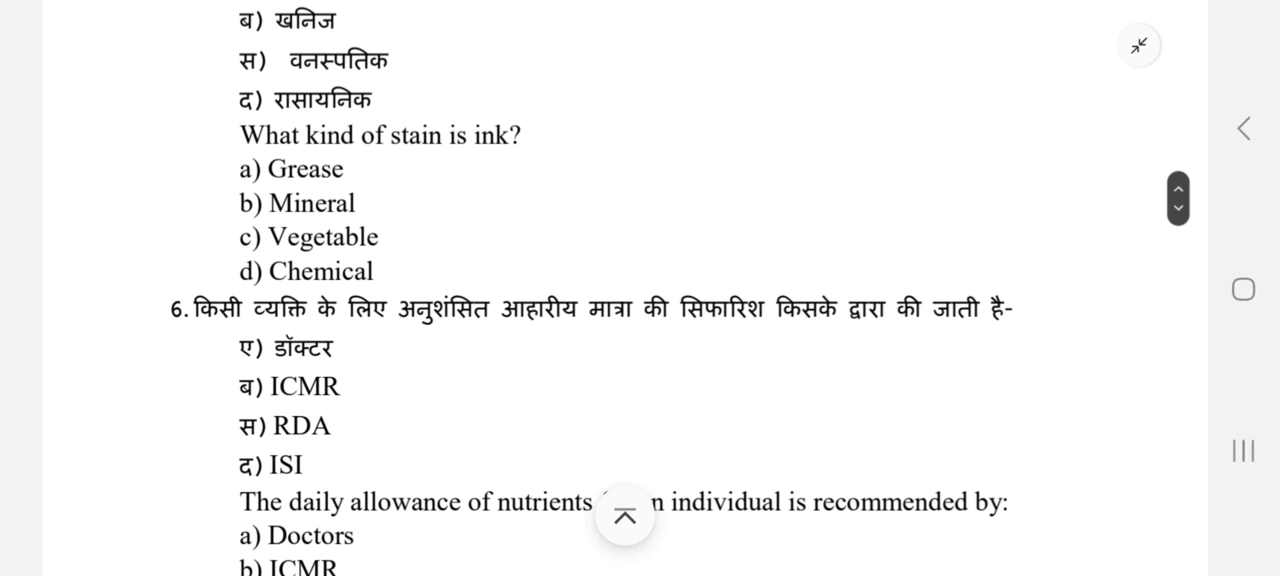 ब) खनिज
स) वनस्पतिक
द) रासायनिक
What kind of stain is ink?
a) Grease
b) Mineral
c) Vegetable
d) Chemical
6. किसी व्यक्ति के लिए अनुशंसित आहारीय मात्रा की सिफारिश किसके द्वारा की जाती है-
ए) डॉक्टर
ब) ICMR
स) RDA
द) ISI
The daily allowance of nutrients individual is recommended by:
a) Doctors
b) ICMR